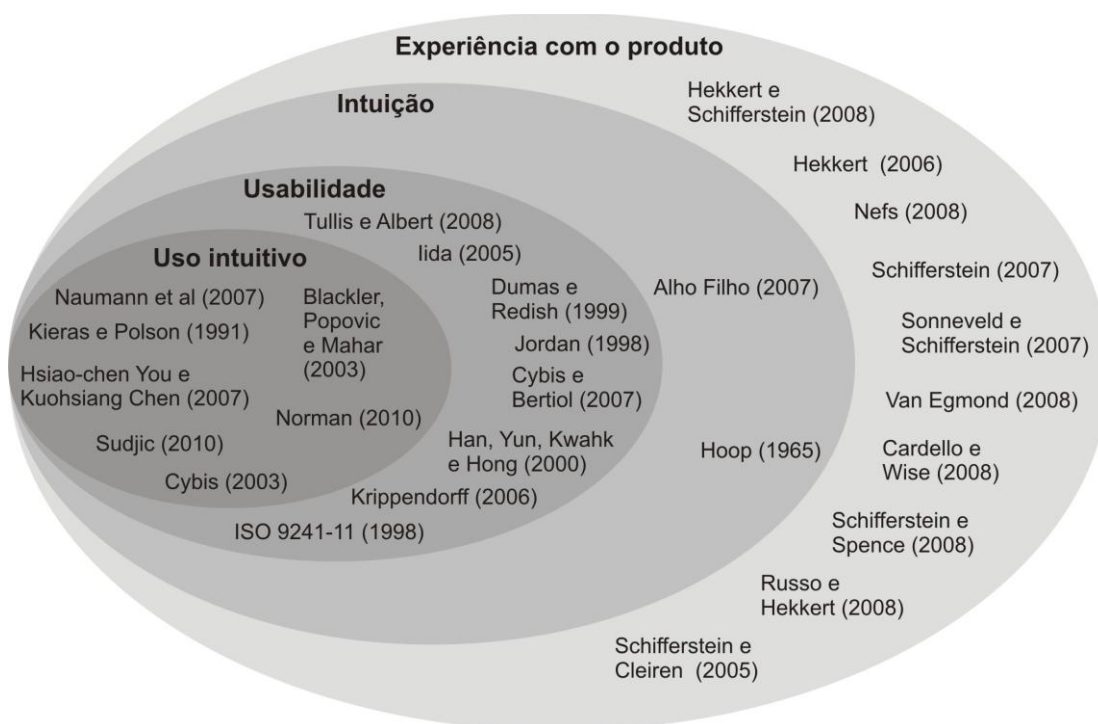 Experiência com o produto
Intuição
Usabilidade
Uso intuitivo
Naumann et al (2007)
Kieras e Polson (1991)
Hsiao-chen You e
Kuohsiang Chen (2007)
Sudjic (2010)
Cybis (2003)
Blackler,
Popovic
e Mahar
(2003)
Norman (2010)
Tullis e Albert (2008)
Iida (2005)
Dumas e
Redish (1999)
Jordan (1998)
Cybis e
Bertiol (2007)
Han, Yun, Kwahk
e Hong (2000)
Krippendorff (2006)
ISO 9241-11 (1998)
Alho Filho (2007)
Hoop (1965)
Hekkert e
Schifferstein (2008)
Hekkert (2006)
Nefs (2008)
Schifferstein (2007)
Sonneveld e
Schifferstein (2007)
Van Egmond (2008)
Cardello e
Wise (2008)
Schifferstein e
Spence (2008)
Russo e
Hekkert (2008)
Schifferstein e
Cleiren (2005)